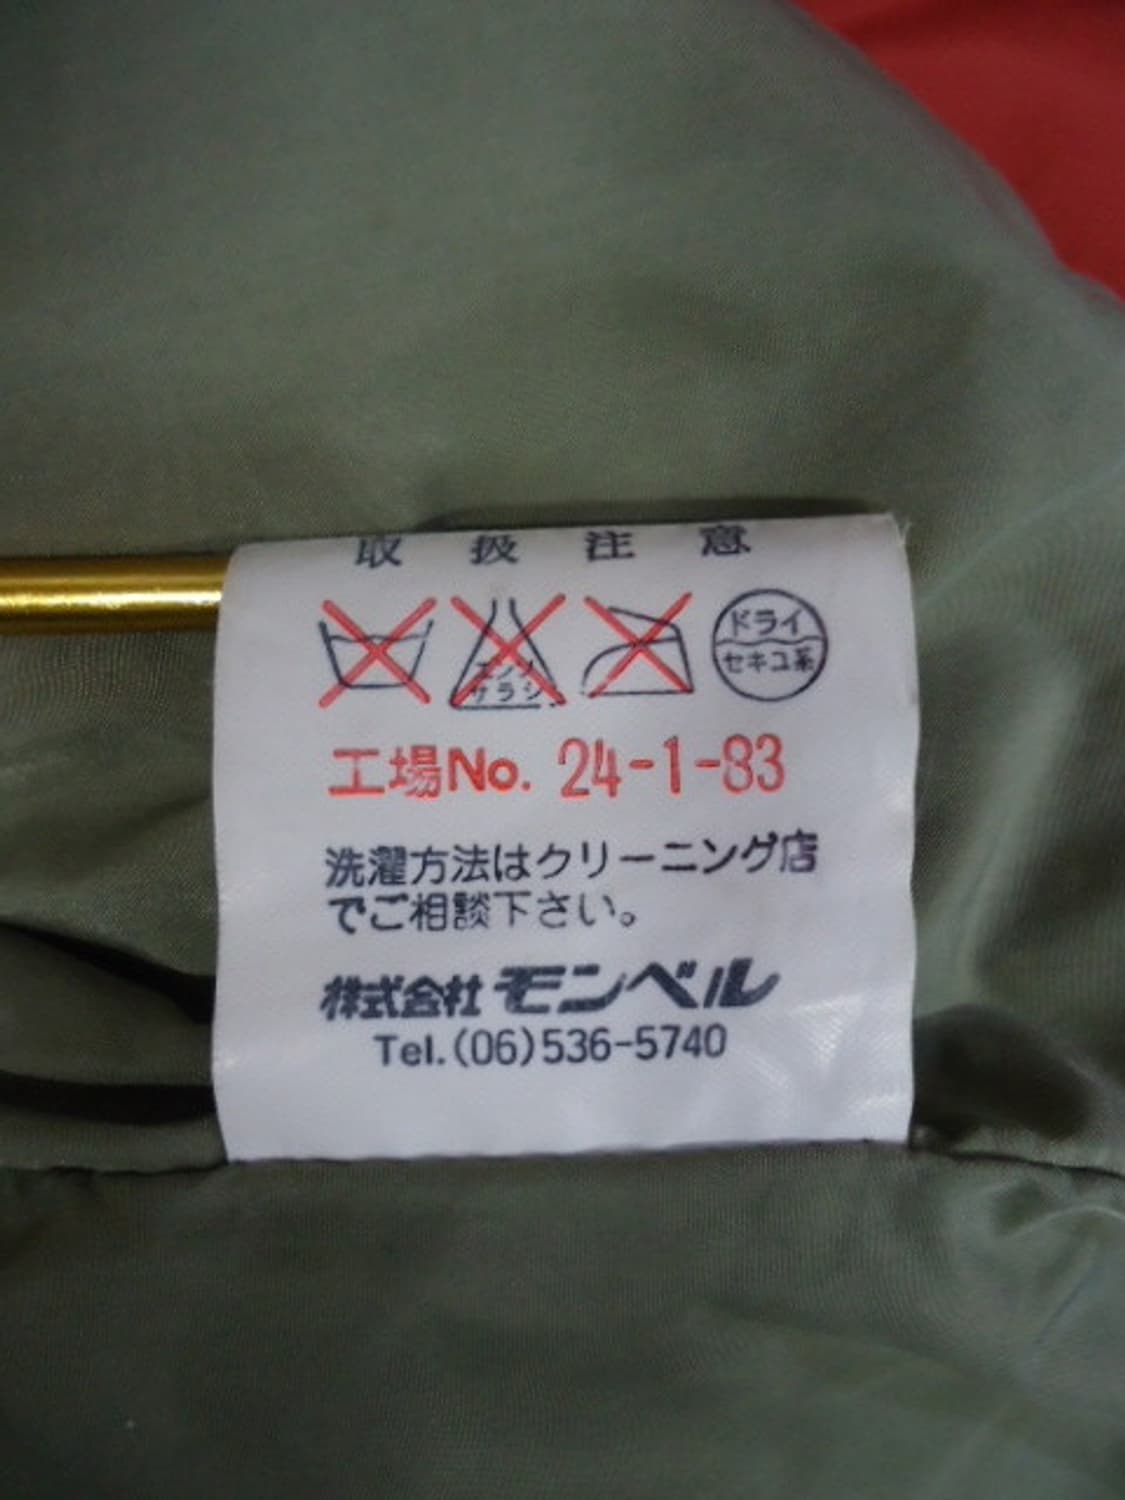 取扱注意
エンソ
サラシ
ドライ
セキユ系
工場No. 24-1-83
洗濯方法はクリーニング店
でご相談下さい。
株式会社モンベル
Tel.(06)536-5740